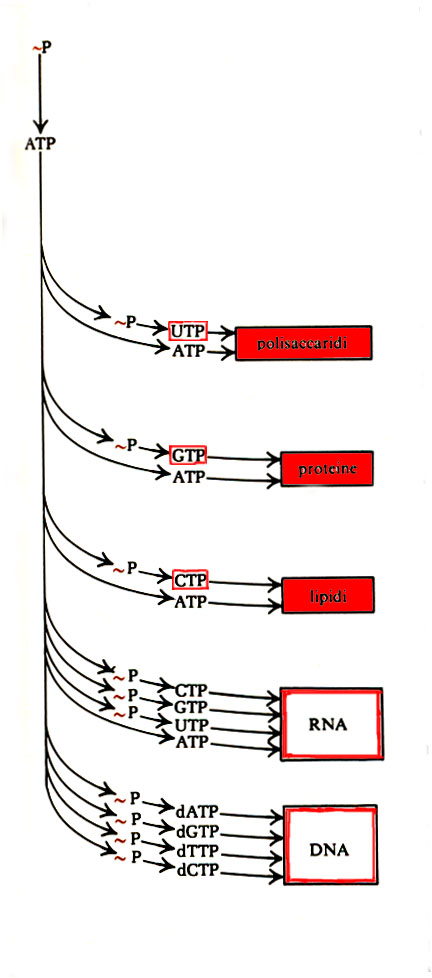 ~P
ATP
~P UTP
ATP
polisaccaridi
~P GTP
ATP
proteine
~P CTP
ATP
lipidi
~P CTP
~P GTP
~P UTP
ATP
RNA
~P dATP
~P dGTP
~P dTTP
~P dCTP
DNA